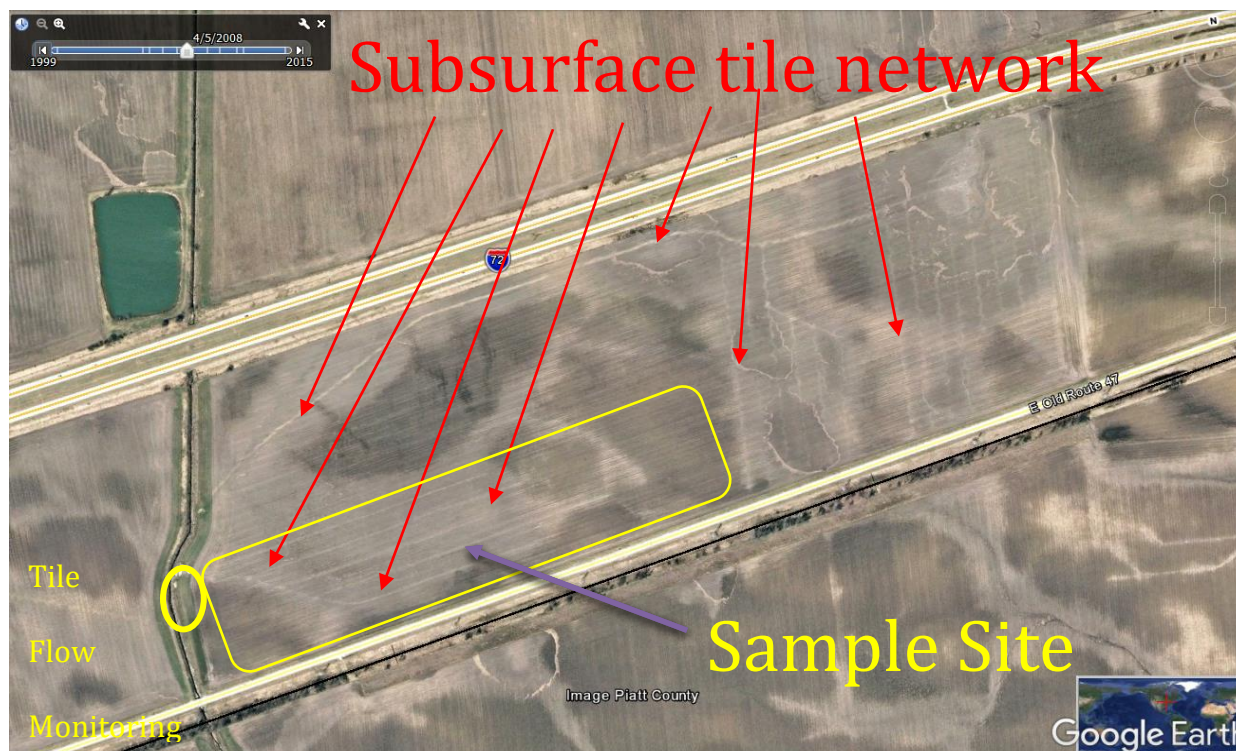 4/5/2008
1999
2015
N
Subsurface tile network
72
E Old Route 47
Tile
Flow
Monitoring
Sample Site
Image Piatt County
Google Earth